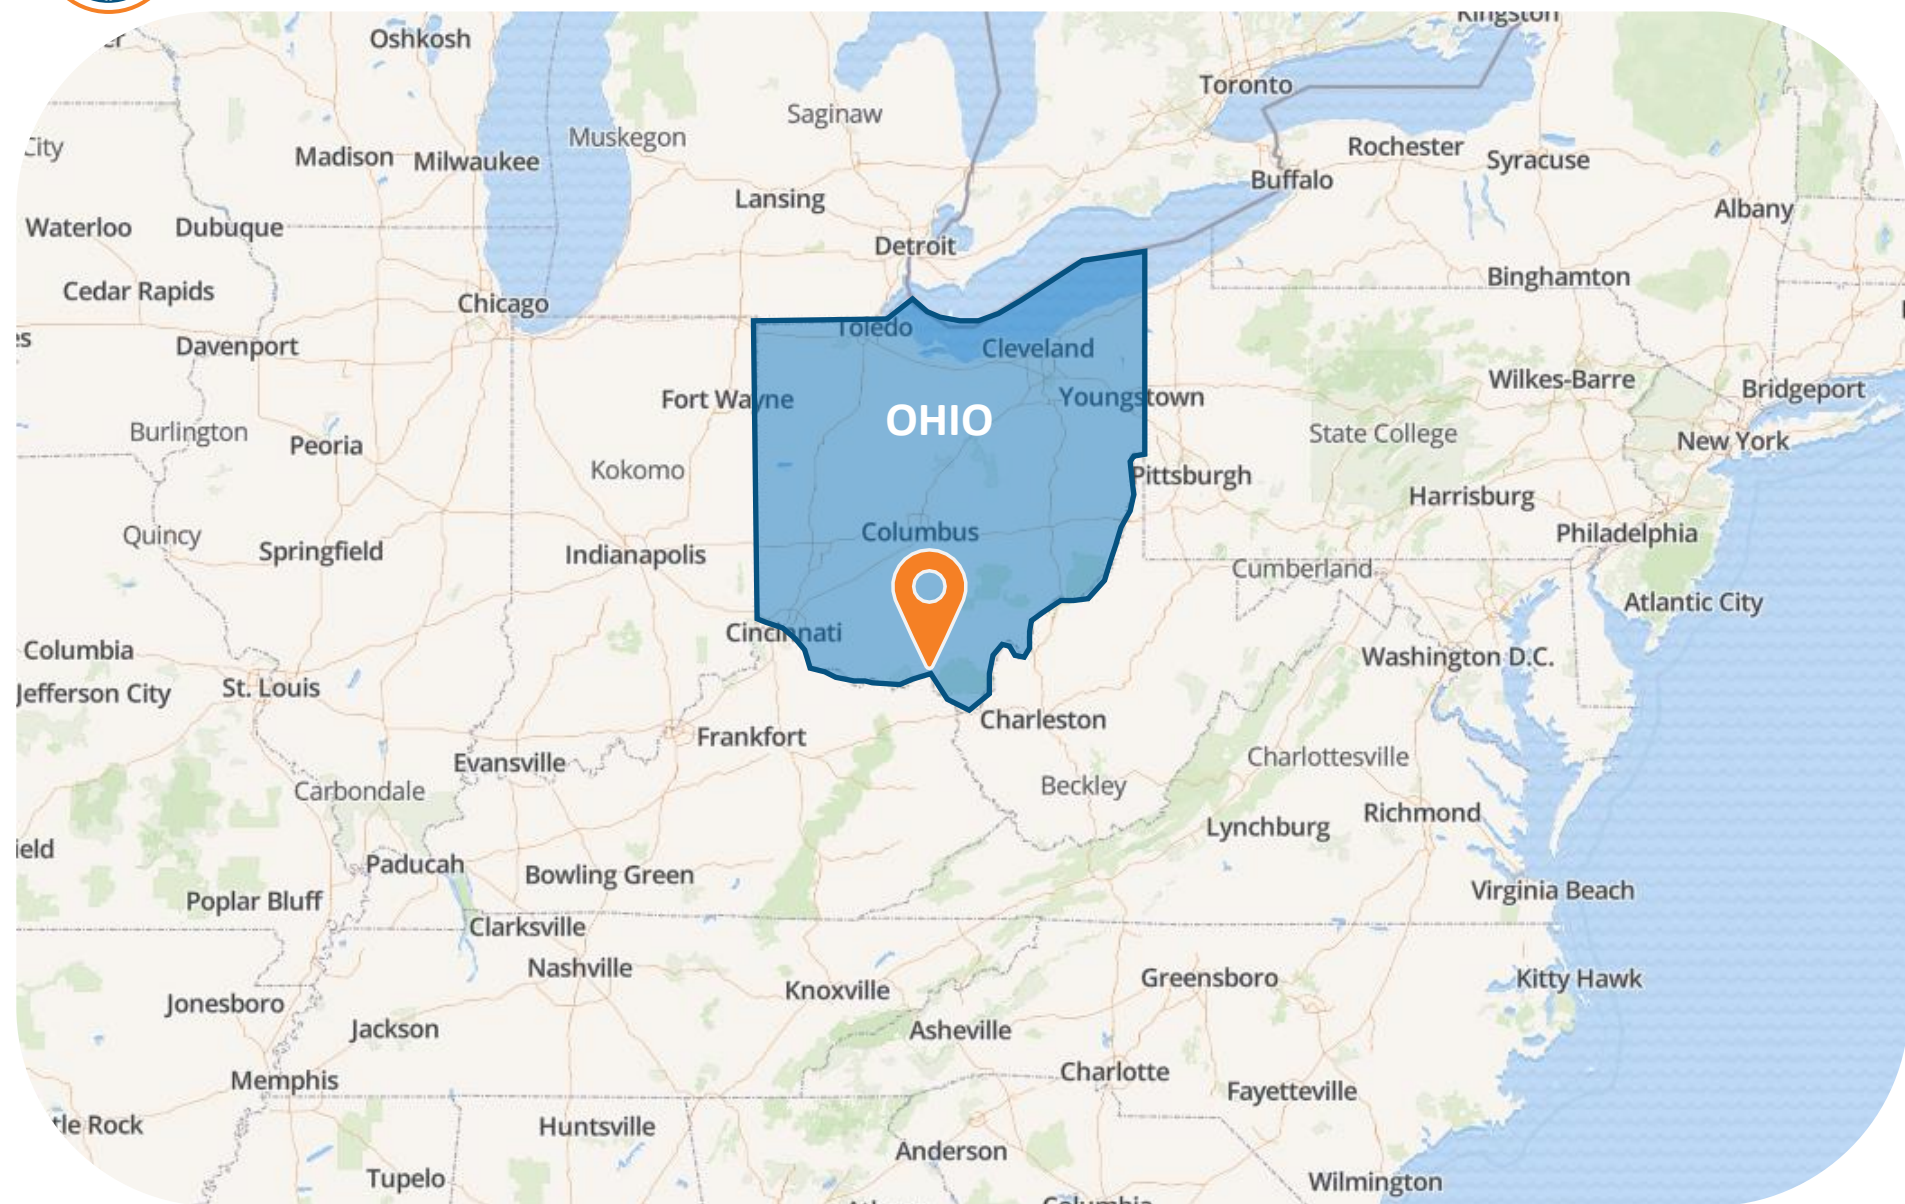 Kingston
Oshkosh
Toronto
Saginaw
Muskegon
City
Madison
Milwaukee
Rochester
Syracuse
Buffalo
Lansing
Albany
Waterloo
Dubuque
Detroit
Binghamton
Cedar Rapids
Chicago
Toledo
Davenport
Cleveland
Wilkes-Barre
Bridgeport
Fort Wayne
Youngstown
OHIO
Burlington
Peoria
State College
New York
Kokomo
Pittsburgh
Harrisburg
Quincy
Springfield
Indianapolis
Columbus
Philadelphia
Cumberland
Atlantic City
Cincinnati
Columbia
Washington D.C.
Jefferson City
St. Louis
Charleston
Frankfort
Evansville
Charlottesville
Carbondale
Beckley
Richmond
Lynchburg
ield
Paducah
Bowling Green
Poplar Bluff
Virginia Beach
Clarksville
Nashville
Knoxville
Greensboro
Kitty Hawk
Jonesboro
Jackson
Asheville
Memphis
Charlotte
Fayetteville
tle Rock
Huntsville
Anderson
Tupelo
Wilmington
Columbia